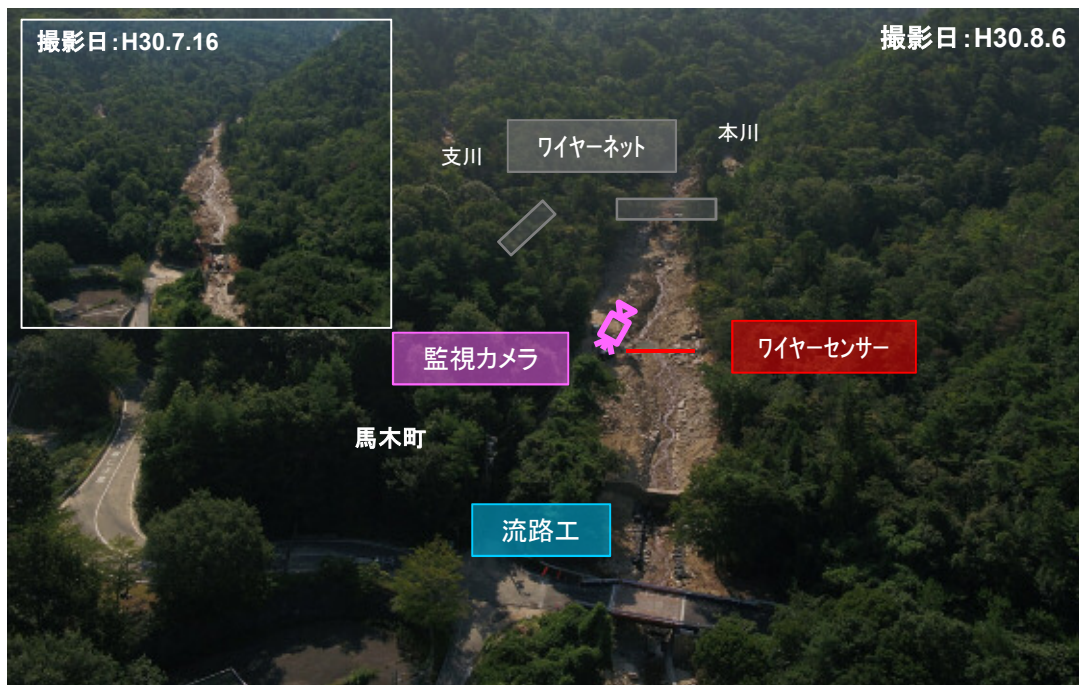 撮影日:H30.7.16
撮影日:H30.8.6
ワイヤーネット
本川
支川
ワイヤーセンサー
監視カメラ
馬木町
流路工